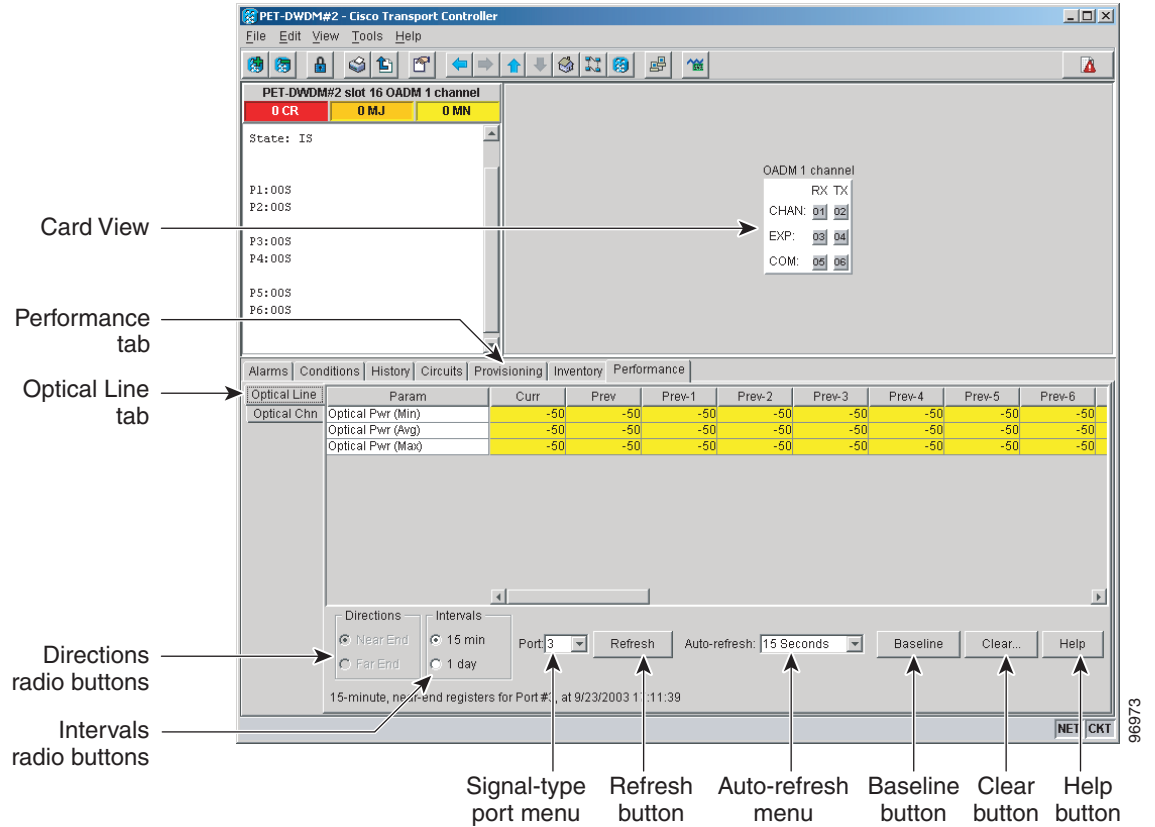 PET-DWDM#2 - Cisco Transport Controller
File Edit View Tools Help
PET-DWDM#2 slot 16 OADM 1 channel
0 CR 0 MJ 0 MN
State: IS
P1:OOS
P2:OOS
P3:OOS
P4:OOS
P5:OOS
P6:OOS
OADM 1 channel
RX TX
CHAN: 01 02
EXP: 03 04
COM: 05 06
Card View
Performance
tab
Optical Line
tab
Alarms Conditions History Circuits Provisioning Inventory Performance
Optical Line
Optical Chn
Param Curr Prev Prev-1 Prev-2 Prev-3 Prev-4 Prev-5 Prev-6
Optical Pwr (Min) -50 -50 -50 -50 -50 -50 -50 -50
Optical Pwr (Avg) -50 -50 -50 -50 -50 -50 -50 -50
Optical Pwr (Max) -50 -50 -50 -50 -50 -50 -50 -50
Directions Intervals
Near End 15 min
Far End 1 day
Port: 3 Refresh Auto-refresh: 15 Seconds Baseline Clear... Help
15-minute, near-end registers for Port #3, at 9/23/2003 17:11:39
NET CKT
Directions
radio buttons
Intervals
radio buttons
Signal-type
port menu
Refresh
button
Auto-refresh
menu
Baseline
button
Clear
button
Help
button
96973